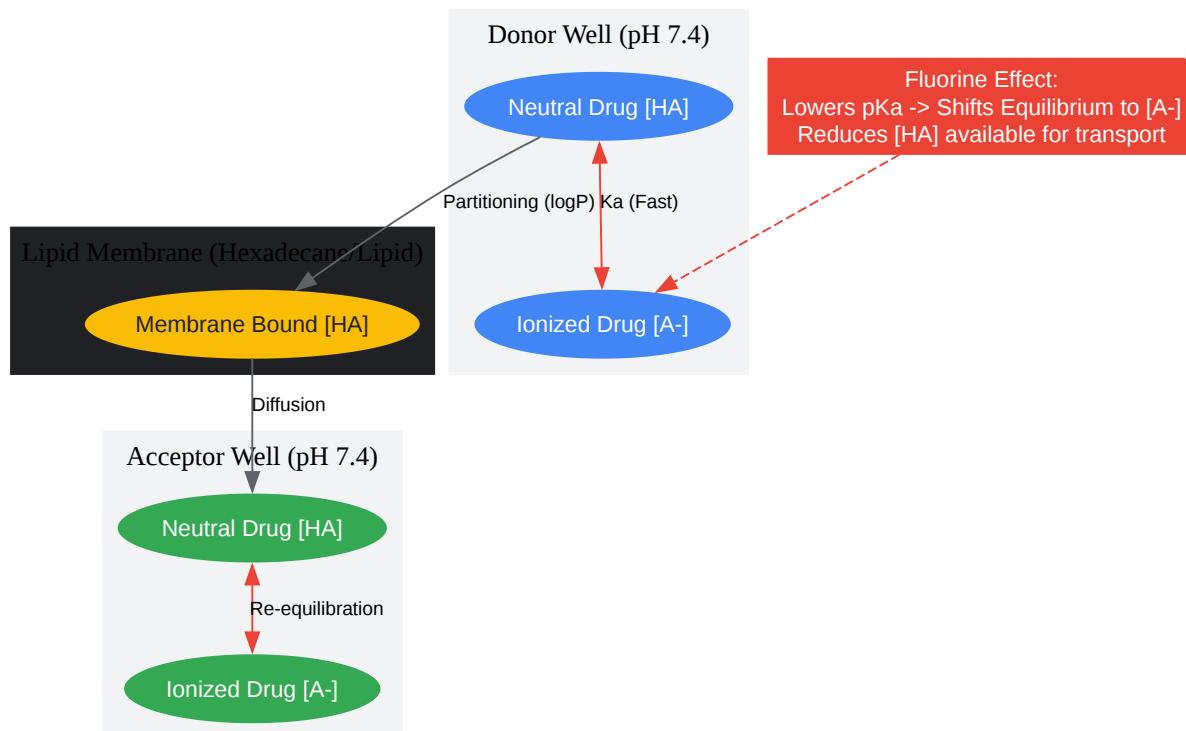 Donor Well (pH 7.4)
Neutral Drug [HA]
Fluorine Effect:
Lowers pKa -> Shifts Equilibrium to [A-]
Reduces [HA] available for transport
Partitioning (logP)
Ka (Fast)
Lipid Membrane (Hexadecane/Lipid)
Membrane Bound [HA]
Ionized Drug [A-]
Diffusion
Acceptor Well (pH 7.4)
Neutral Drug [HA]
Re-equilibration
Ionized Drug [A-]